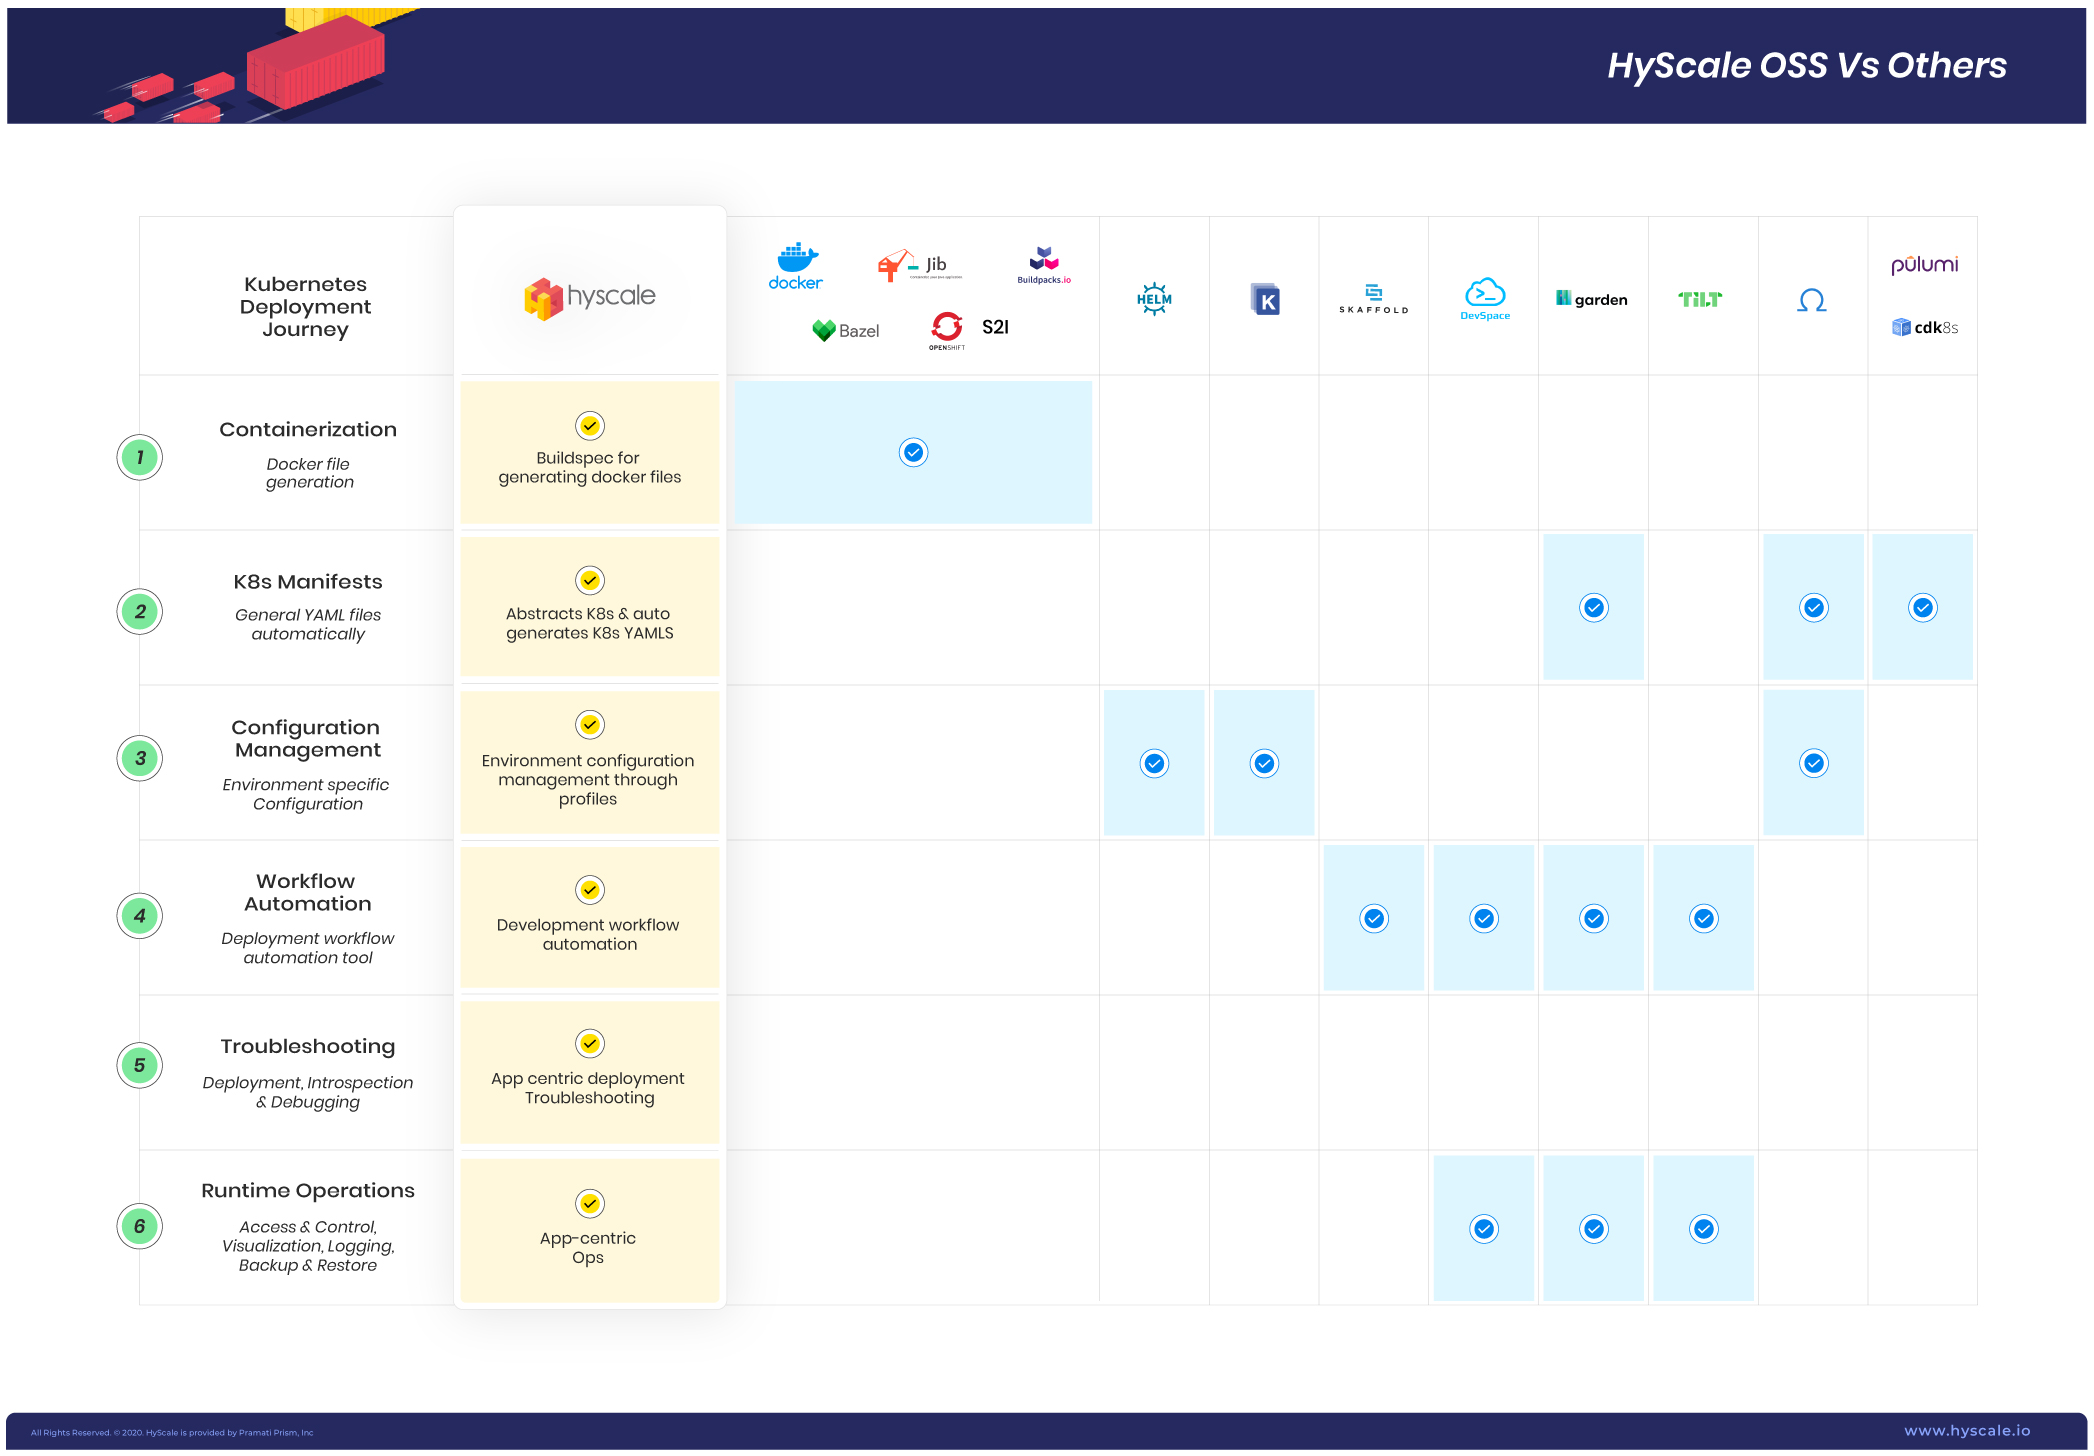 HyScale OSS Vs Others
Kubernetes
Deployment
Journey
hyscale
docker
Jib
Buildpacks.io
Bazel
OPENSHIFT
S2I
HELM
K
SKAFFOLD
DevSpace
garden
TiLT
Ω
pulumi
cdk8s
1
Containerization
Docker file
generation
Buildspec for
generating docker files
2
K8s Manifests
General YAML files
automatically
Abstracts K8s & auto
generates K8s YAMLS
3
Configuration
Management
Environment specific
Configuration
Environment configuration
management through
profiles
4
Workflow
Automation
Deployment workflow
automation tool
Development workflow
automation
5
Troubleshooting
Deployment, Introspection
& Debugging
App centric deployment
Troubleshooting
6
Runtime Operations
Access & Control,
Visualization, Logging,
Backup & Restore
App-centric
Ops
All Rights Reserved. © 2020. HyScale is provided by Pramati Prism, Inc
www.hyscale.io